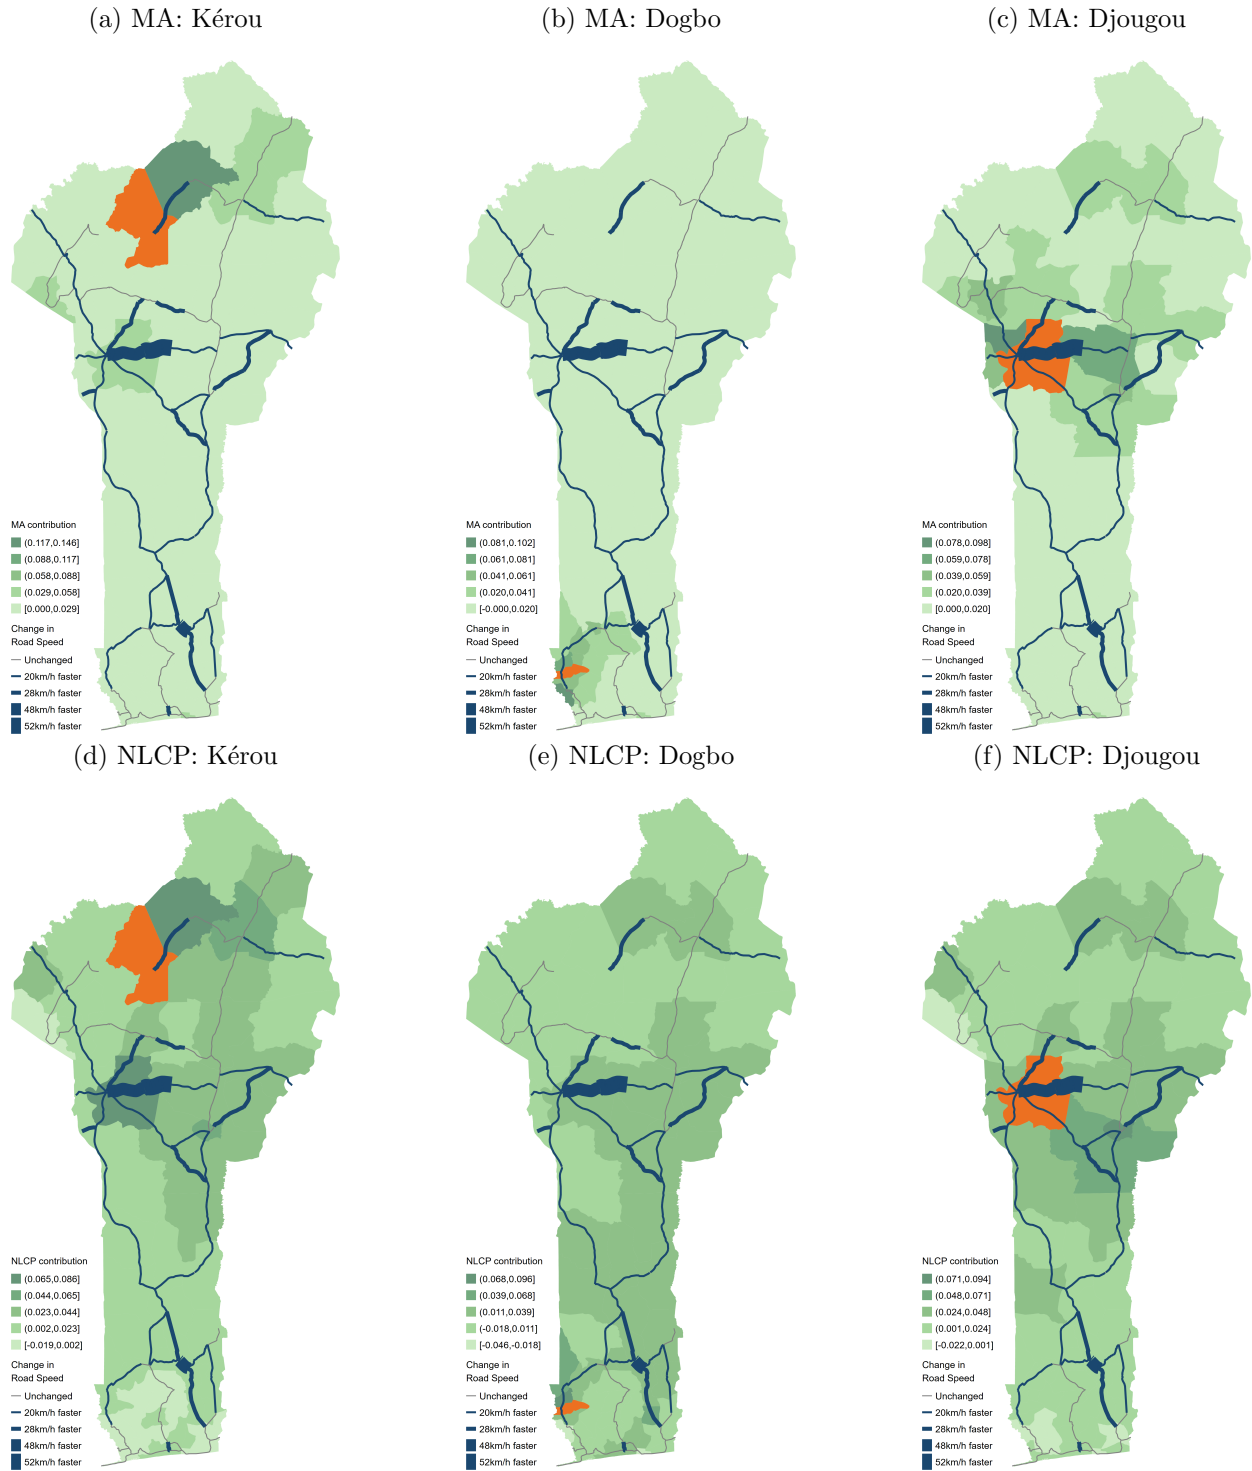 (a) MA: Kérou
(b) MA: Dogbo
(c) MA: Djougou
MA contribution
(0.117,0.146]
(0.088,0.117]
(0.058,0.088]
(0.029,0.058]
[0.000,0.029]
Change in
Road Speed
Unchanged
20km/h faster
28km/h faster
48km/h faster
52km/h faster
MA contribution
(0.081,0.102]
(0.061,0.081]
(0.041,0.061]
(0.020,0.041]
[-0.000,0.020]
Change in
Road Speed
Unchanged
20km/h faster
28km/h faster
48km/h faster
52km/h faster
MA contribution
(0.078,0.098]
(0.059,0.078]
(0.039,0.059]
(0.020,0.039]
[0.000,0.020]
Change in
Road Speed
Unchanged
20km/h faster
28km/h faster
48km/h faster
52km/h faster
(d) NLCP: Kérou
(e) NLCP: Dogbo
(f) NLCP: Djougou
NLCP contribution
(0.065,0.086]
(0.044,0.065]
(0.023,0.044]
(0.002,0.023]
[-0.019,0.002]
Change in
Road Speed
Unchanged
20km/h faster
28km/h faster
48km/h faster
52km/h faster
NLCP contribution
(0.068,0.096]
(0.039,0.068]
(0.011,0.039]
(-0.018,0.011]
[-0.046,-0.018]
Change in
Road Speed
Unchanged
20km/h faster
28km/h faster
48km/h faster
52km/h faster
NLCP contribution
(0.071,0.094]
(0.048,0.071]
(0.024,0.048]
(0.001,0.024]
[-0.022,0.001]
Change in
Road Speed
Unchanged
20km/h faster
28km/h faster
48km/h faster
52km/h faster